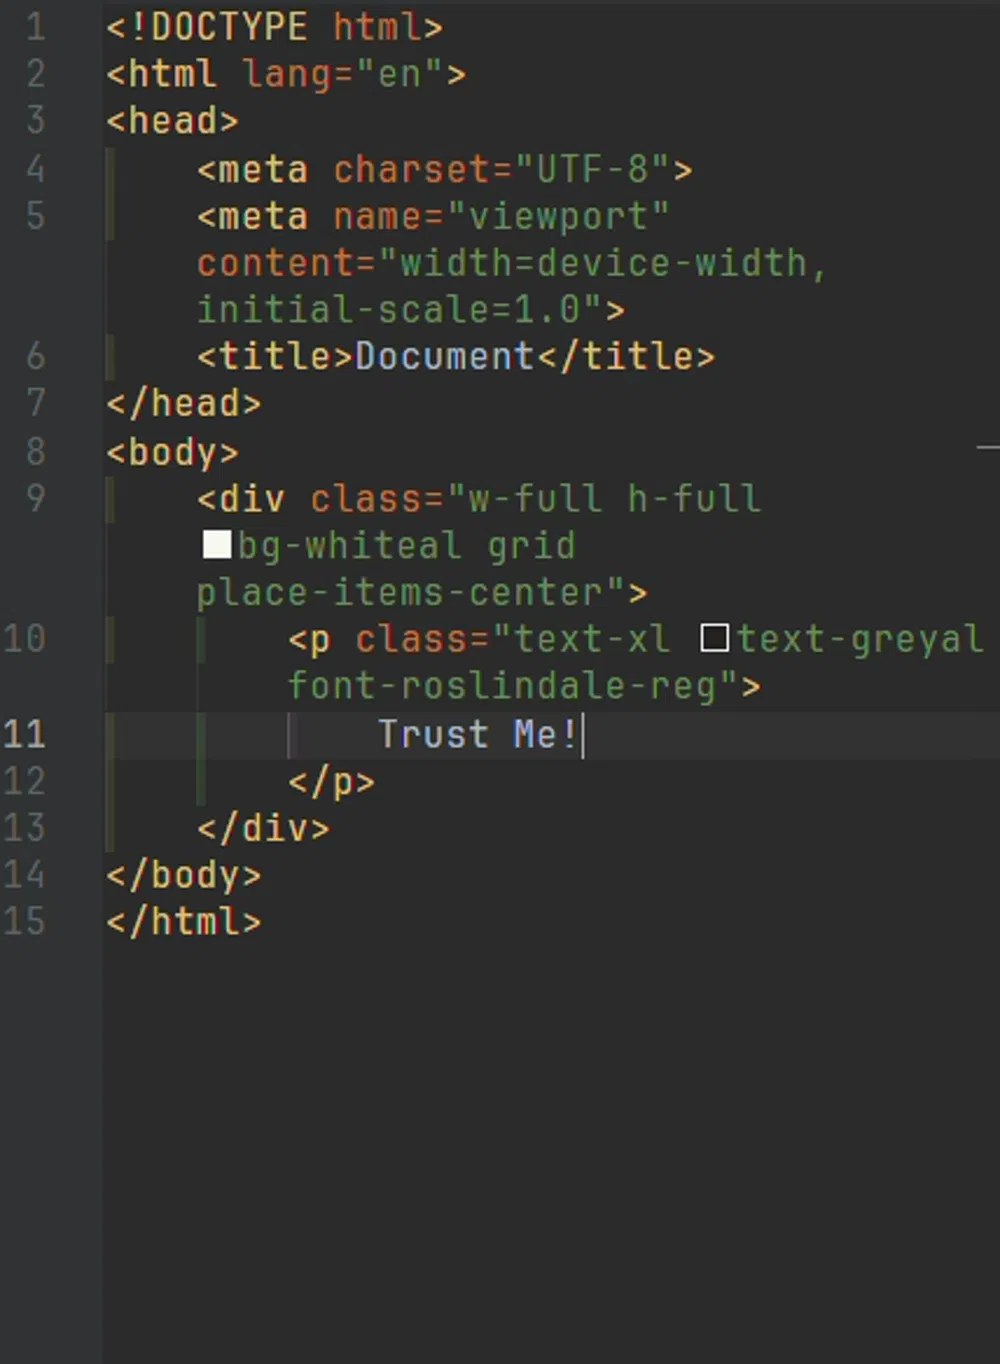 1 <!DOCTYPE html>
2 <html lang="en">
3 <head>
4 <meta charset="UTF-8">
5 <meta name="viewport"
content="width=device-width,
initial-scale=1.0">
6 <title>Document</title>
7 </head>
8 <body>
9 <div class="w-full h-full
bg-whiteal grid
place-items-center">
10 <p class="text-xl text-greyal
font-roslindale-reg">
11 Trust Me!
12 </p>
13 </div>
14 </body>
15 </html>